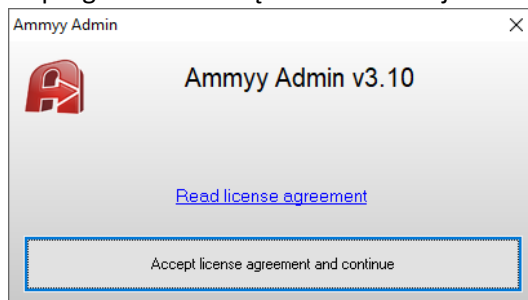 Ammyy Admin
Ammyy Admin v3.10
Read license agreement
Accept license agreement and continue